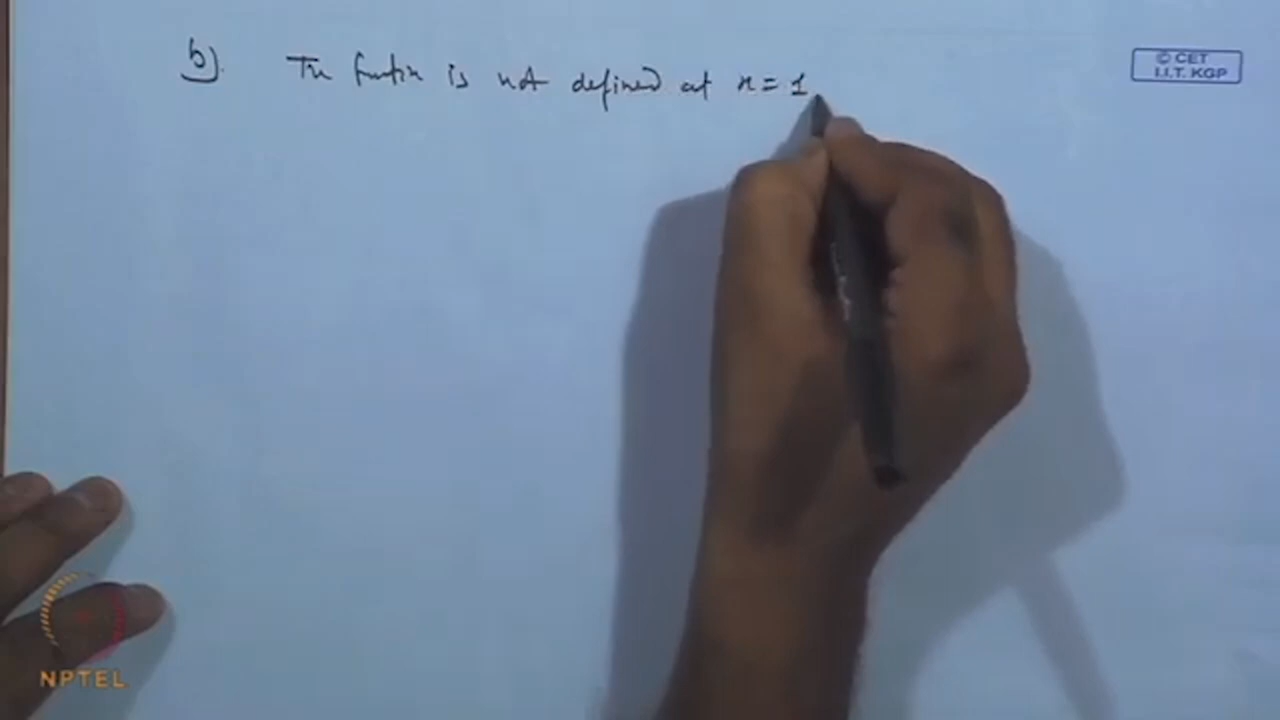 b). The function is not defined at x = 1
© CET
I.I.T. KGP
NPTEL